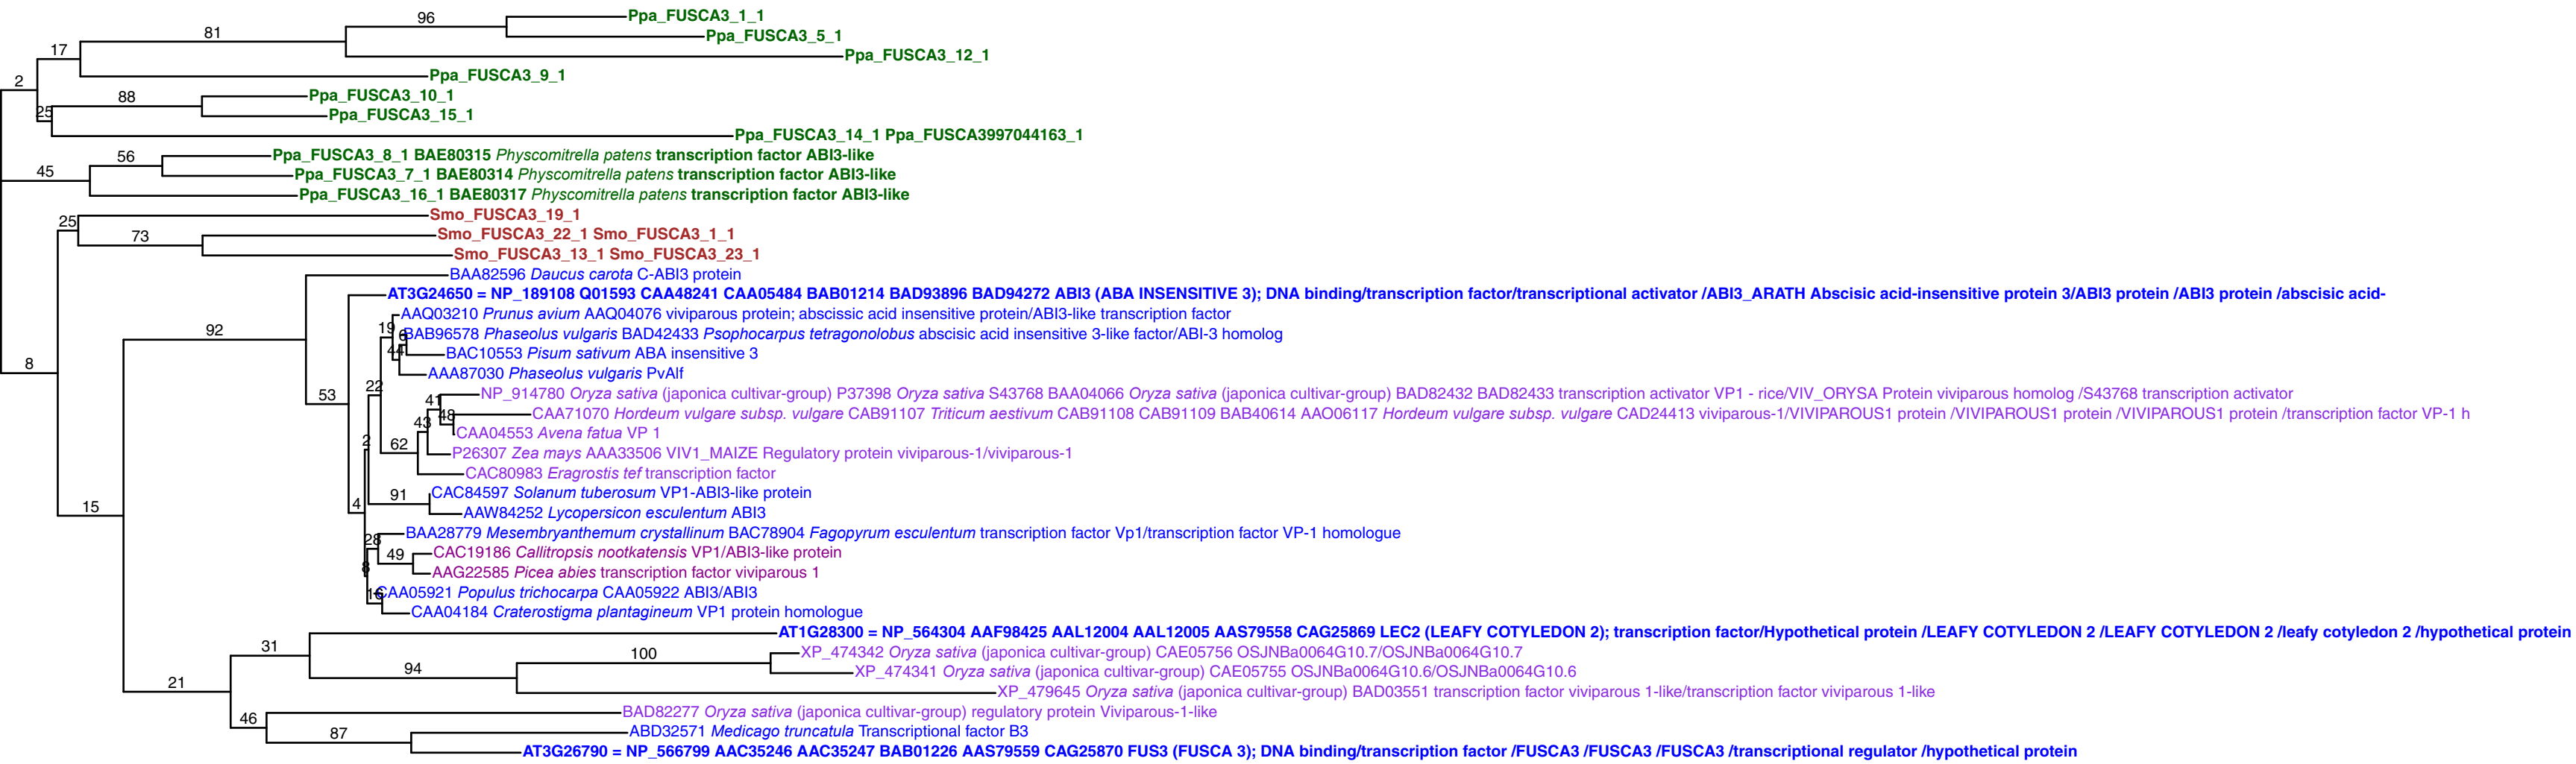 96 Ppa_FUSCA3_1_1
81 Ppa_FUSCA3_5_1
17 Ppa_FUSCA3_12_1
2 Ppa_FUSCA3_9_1
88 Ppa_FUSCA3_10_1
25 Ppa_FUSCA3_15_1
Ppa_FUSCA3_14_1 Ppa_FUSCA3997044163_1
56 Ppa_FUSCA3_8_1 BAE80315 Physcomitrella patens transcription factor ABI3-like
45 Ppa_FUSCA3_7_1 BAE80314 Physcomitrella patens transcription factor ABI3-like
Ppa_FUSCA3_16_1 BAE80317 Physcomitrella patens transcription factor ABI3-like
25 Smo_FUSCA3_19_1
73 Smo_FUSCA3_22_1 Smo_FUSCA3_1_1
Smo_FUSCA3_13_1 Smo_FUSCA3_23_1
BAA82596 Daucus carota C-ABI3 protein
AT3G24650 = NP_189108 Q01593 CAA48241 CAA05484 BAB01214 BAD93896 BAD94272 ABI3 (ABA INSENSITIVE 3); DNA binding/transcription factor/transcriptional activator /ABI3_ARATH Abscisic acid-insensitive protein 3/ABI3 protein /ABI3 protein /abscisic acid-
AAQ03210 Prunus avium AAQ04076 viviparous protein; abscissic acid insensitive protein/ABI3-like transcription factor
92 19 6 BAB96578 Phaseolus vulgaris BAD42433 Psophocarpus tetragonolobus abscisic acid insensitive 3-like factor/ABI-3 homolog
8 44 BAC10553 Pisum sativum ABA insensitive 3
AAA87030 Phaseolus vulgaris PvAlf
53 22 NP_914780 Oryza sativa (japonica cultivar-group) P37398 Oryza sativa S43768 BAA04066 Oryza sativa (japonica cultivar-group) BAD82432 BAD82433 transcription activator VP1 - rice/VIV_ORYSA Protein viviparous homolog /S43768 transcription activator
41 48 CAA71070 Hordeum vulgare subsp. vulgare CAB91107 Triticum aestivum CAB91108 CAB91109 BAB40614 AAO06117 Hordeum vulgare subsp. vulgare CAD24413 viviparous-1/VIVIPAROUS1 protein /VIVIPAROUS1 protein /VIVIPAROUS1 protein /transcription factor VP-1 h
43 CAA04553 Avena fatua VP 1
2 62 P26307 Zea mays AAA33506 VIV1_MAIZE Regulatory protein viviparous-1/viviparous-1
CAC80983 Eragrostis tef transcription factor
91 CAC84597 Solanum tuberosum VP1-ABI3-like protein
15 4 AAW84252 Lycopersicon esculentum ABI3
BAA28779 Mesembryanthemum crystallinum BAC78904 Fagopyrum esculentum transcription factor Vp1/transcription factor VP-1 homologue
28 49 CAC19186 Callitropsis nootkatensis VP1/ABI3-like protein
8 AAG22585 Picea abies transcription factor viviparous 1
CAA05921 Populus trichocarpa CAA05922 ABI3/ABI3
CAA04184 Craterostigma plantagineum VP1 protein homologue
AT1G28300 = NP_564304 AAF98425 AAL12004 AAL12005 AAS79558 CAG25869 LEC2 (LEAFY COTYLEDON 2); transcription factor/Hypothetical protein /LEAFY COTYLEDON 2 /LEAFY COTYLEDON 2 /leafy cotyledon 2 /hypothetical protein
31 100 XP_474342 Oryza sativa (japonica cultivar-group) CAE05756 OSJNBa0064G10.7/OSJNBa0064G10.7
94 XP_474341 Oryza sativa (japonica cultivar-group) CAE05755 OSJNBa0064G10.6/OSJNBa0064G10.6
21 XP_479645 Oryza sativa (japonica cultivar-group) BAD03551 transcription factor viviparous 1-like/transcription factor viviparous 1-like
46 BAD82277 Oryza sativa (japonica cultivar-group) regulatory protein Viviparous-1-like
87 ABD32571 Medicago truncatula Transcriptional factor B3
AT3G26790 = NP_566799 AAC35246 AAC35247 BAB01226 AAS79559 CAG25870 FUS3 (FUSCA 3); DNA binding/transcription factor /FUSCA3 /FUSCA3 /FUSCA3 /transcriptional regulator /hypothetical protein